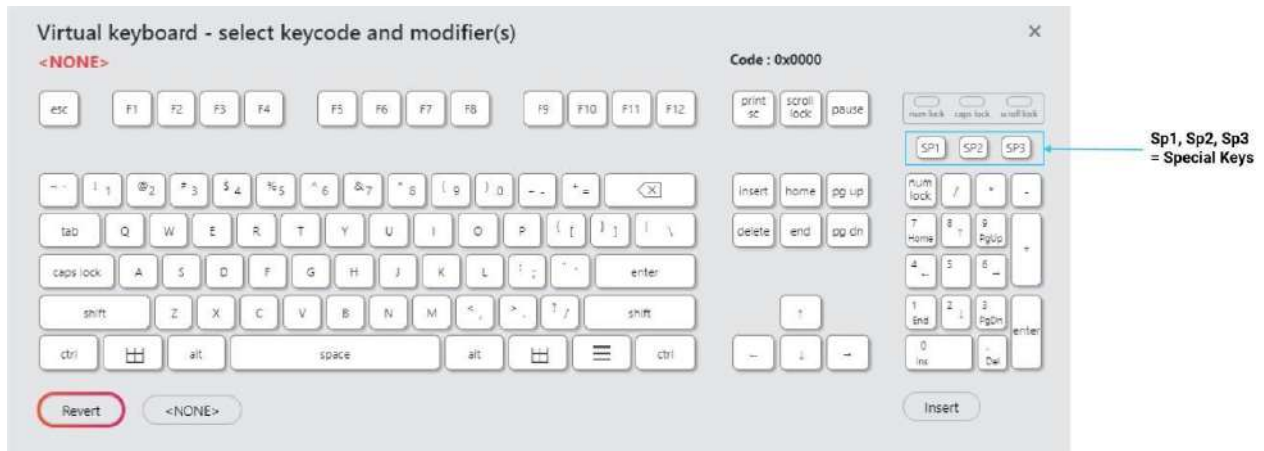 Virtual keyboard - select keycode and modifier(s)
<NONE>
Code : 0x0000
esc F1 F2 F3 F4 F5 F6 F7 F8 F9 F10 F11 F12
print sc
scroll lock
pause
num lock caps lock scroll lock
SP1 SP2 SP3
Sp1, Sp2, Sp3
= Special Keys
! 1 @ 2 # 3 $ 4 % 5 ^ 6 & 7 * 8 ( 9 ) 0 - - + =
insert home pg up
num lock / * -
tab Q W E R T Y U I O P { [ } ] | \
delete end pg dn
7 Home 8 ↑ 9 PgUp +
caps lock A S D F G H J K L : ; enter
4 ← 5 6 →
shift Z X C V B N M < , > . ? / shift
↑
1 End 2 ↓ 3 PgDn enter
ctrl alt space alt ctrl
← ↓ →
0 Ins . Del
Revert <NONE> Insert